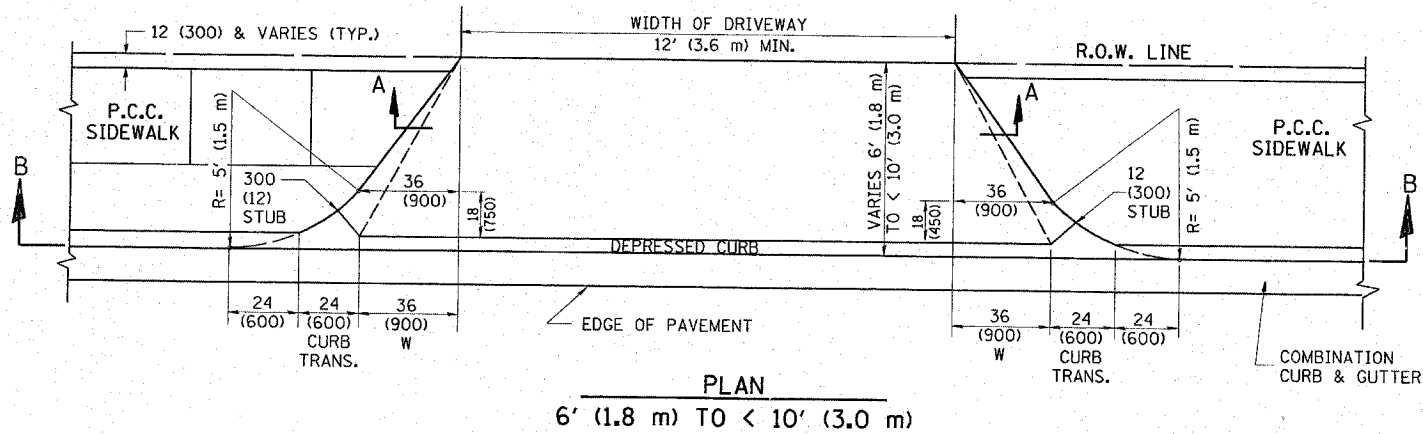 12 (300) & VARIES (TYP.)
WIDTH OF DRIVEWAY
12' (3.6 m) MIN.
R.O.W. LINE
A
A
P.C.C.
SIDEWALK
P.C.C.
SIDEWALK
R= 5' (1.5 m)
VARIES 6' (1.8 m)
TO < 10' (3.0 m)
R= 5' (1.5 m)
B
B
300
(12)
STUB
36
(900)
18
(750)
36
(900)
18
(450)
12
(300)
STUB
DEPRESSED CURB
24
(600)
24
(600)
CURB
TRANS.
36
(900)
W
EDGE OF PAVEMENT
36
(900)
W
24
(600)
CURB
TRANS.
24
(600)
COMBINATION
CURB & GUTTER
PLAN
6' (1.8 m) TO < 10' (3.0 m)